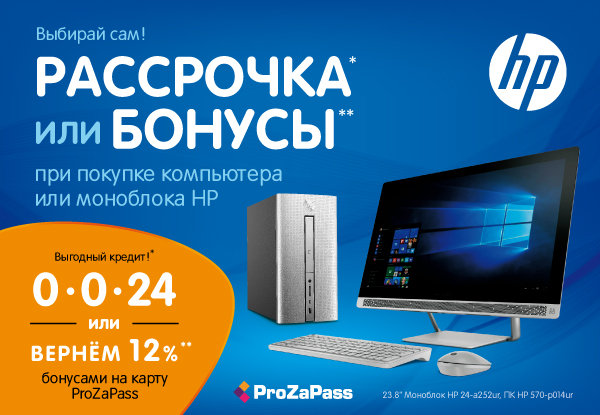 Выбирай сам!
РАССРОЧКА*
или БОНУСЫ**
при покупке компьютера
или моноблока HP
hp
Выгодный кредит!*
0·0·24
или
ВЕРНЁМ 12%**
бонусами на карту
ProZaPass
ProZaPass
23.8" Моноблок HP 24-a252ur, ПК HP 570-p014ur